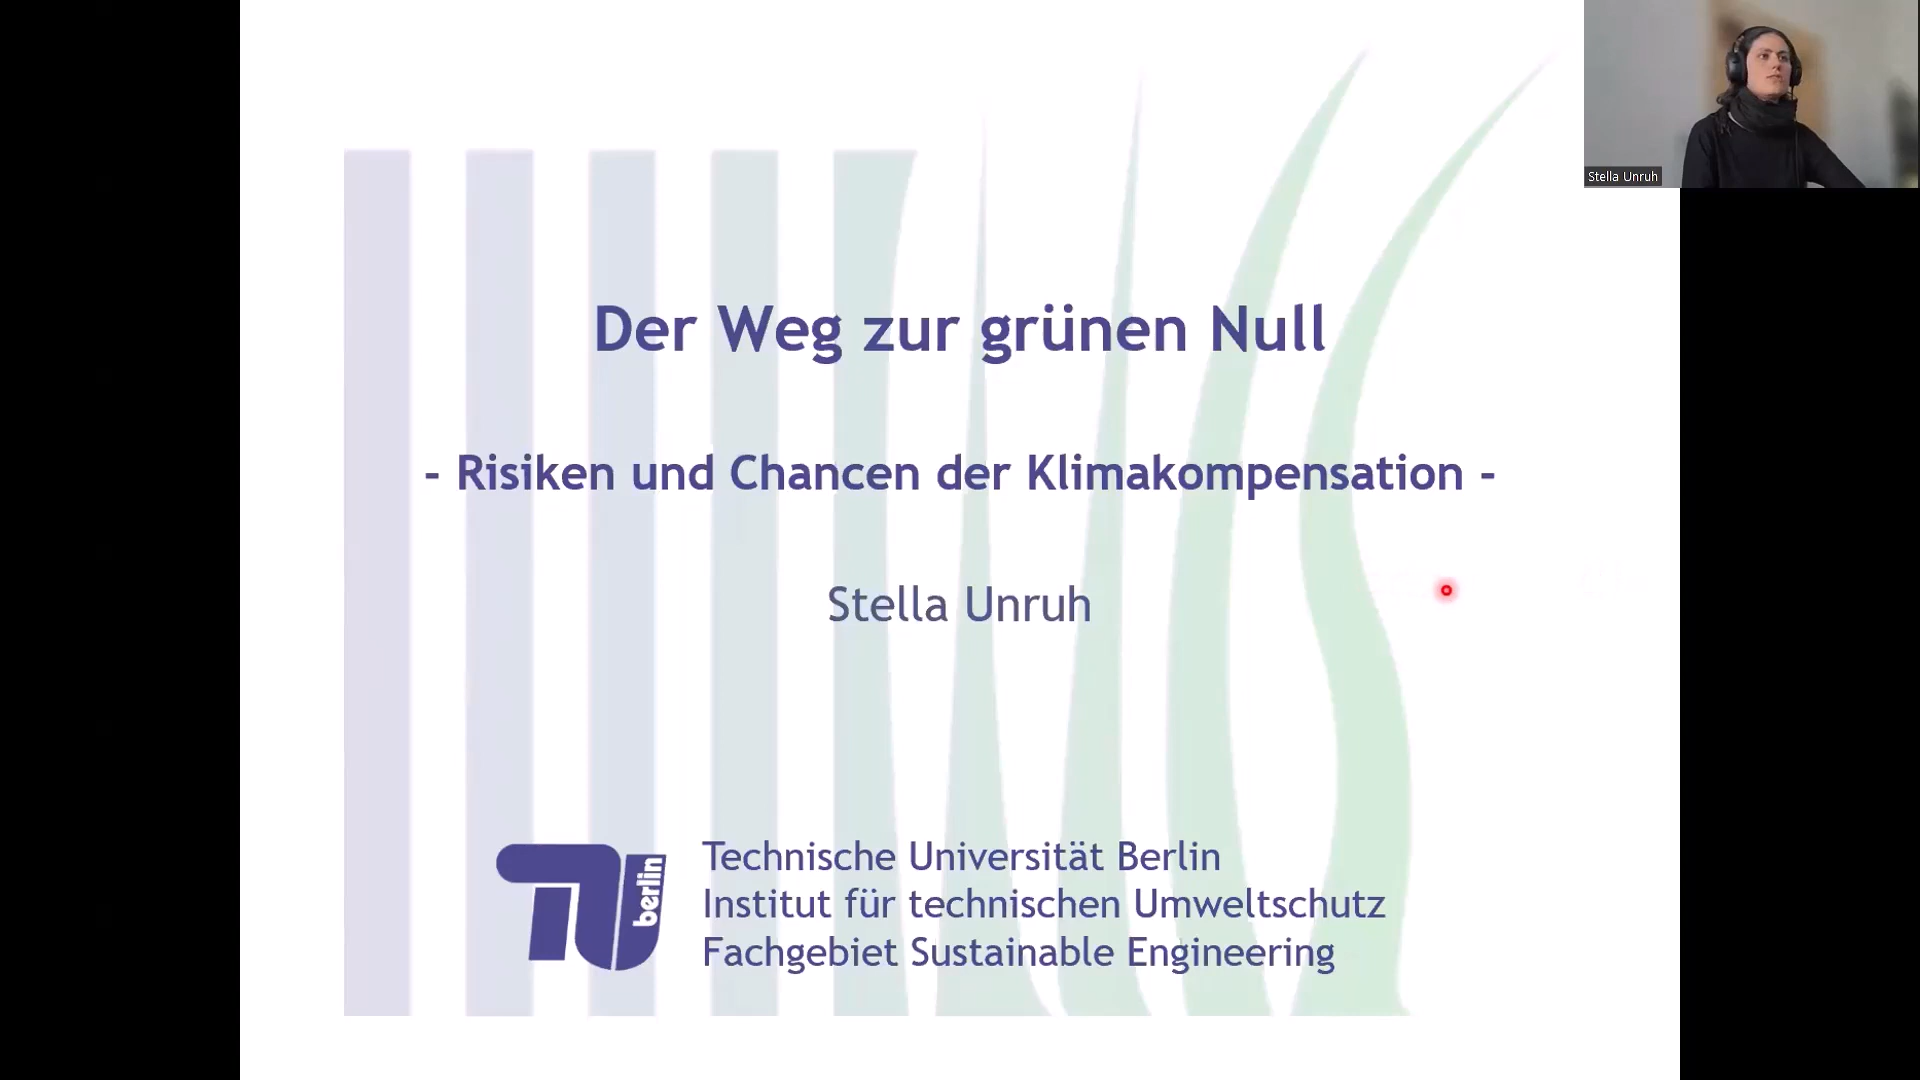 Stella Unruh
Der Weg zur grünen Null
- Risiken und Chancen der Klimakompensation -
Stella Unruh
berlin
Technische Universität Berlin
Institut für technischen Umweltschutz
Fachgebiet Sustainable Engineering